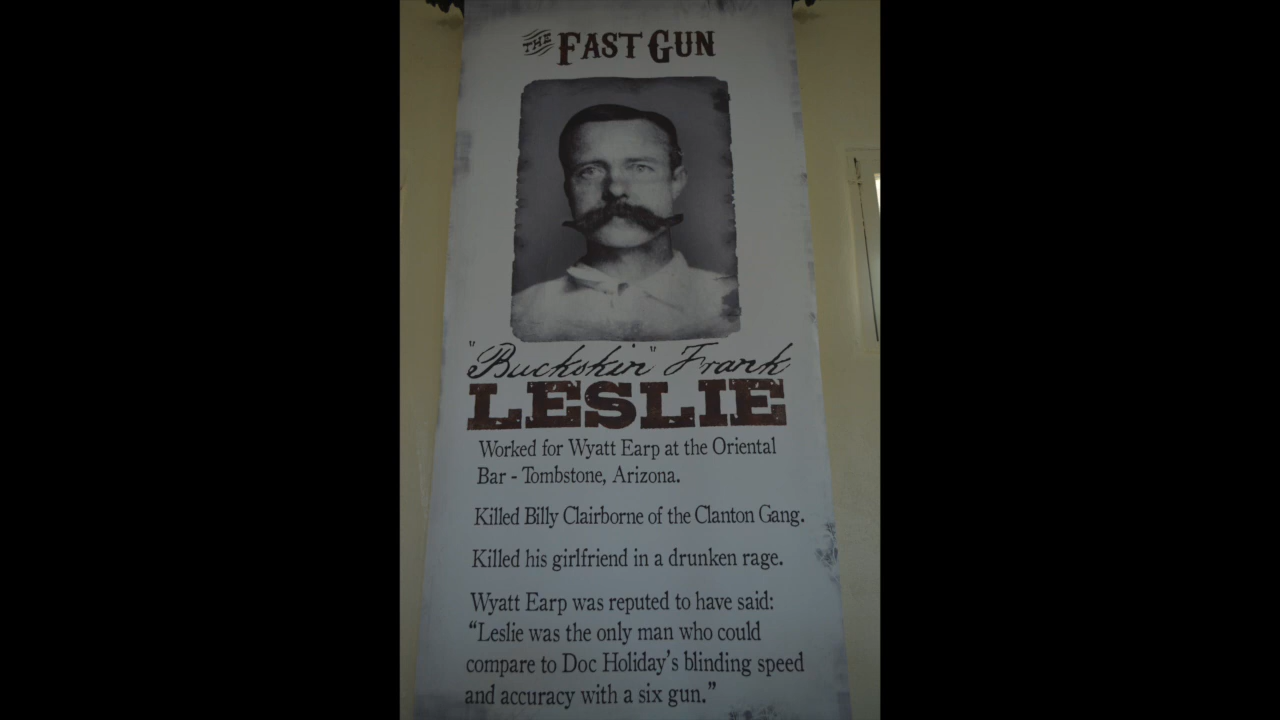 THE FAST GUN
"Buckskin" Frank
LESLIE
Worked for Wyatt Earp at the Oriental
Bar - Tombstone, Arizona.
Killed Billy Clairborne of the Clanton Gang.
Killed his girlfriend in a drunken rage.
Wyatt Earp was reputed to have said:
“Leslie was the only man who could
compare to Doc Holiday’s blinding speed
and accuracy with a six gun.”